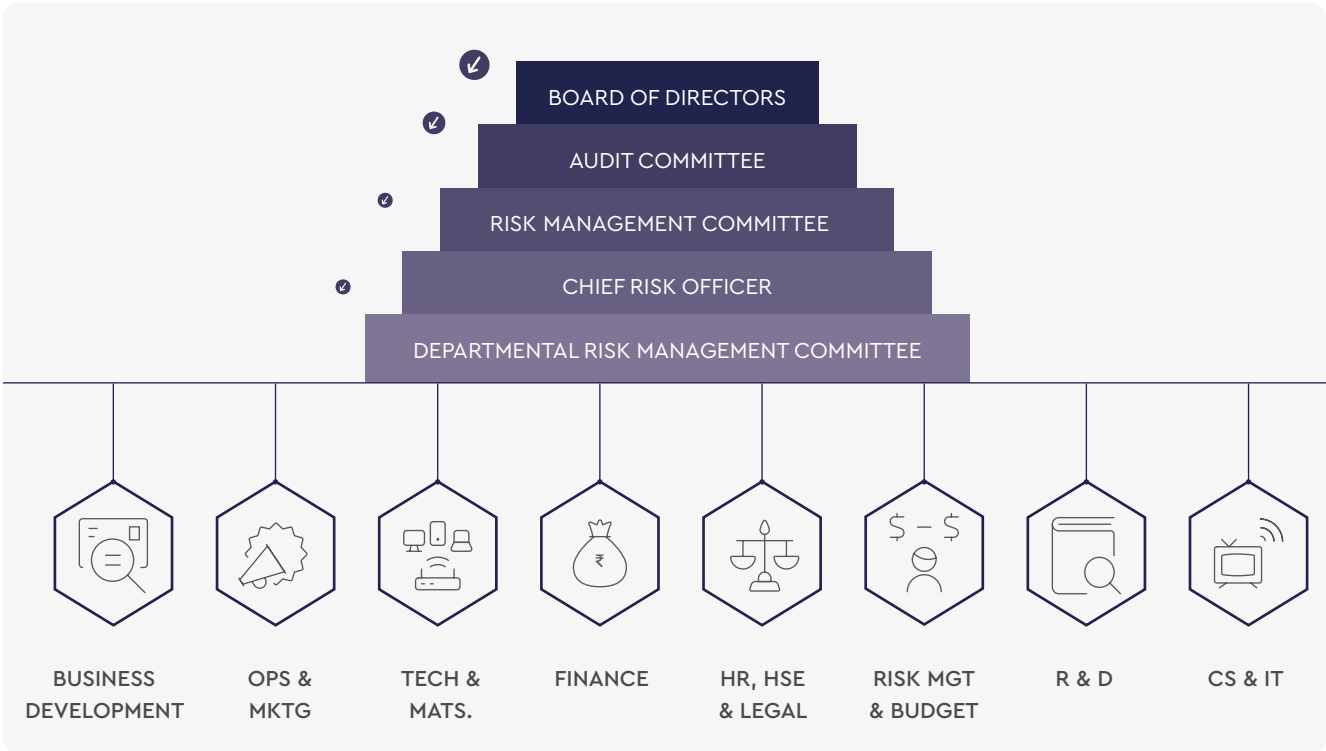 BOARD OF DIRECTORS
AUDIT COMMITTEE
RISK MANAGEMENT COMMITTEE
CHIEF RISK OFFICER
DEPARTMENTAL RISK MANAGEMENT COMMITTEE
$ – $
₹
BUSINESS
DEVELOPMENT
OPS &
MKTG
TECH &
MATS.
FINANCE
HR, HSE
& LEGAL
RISK MGT
& BUDGET
R & D
CS & IT